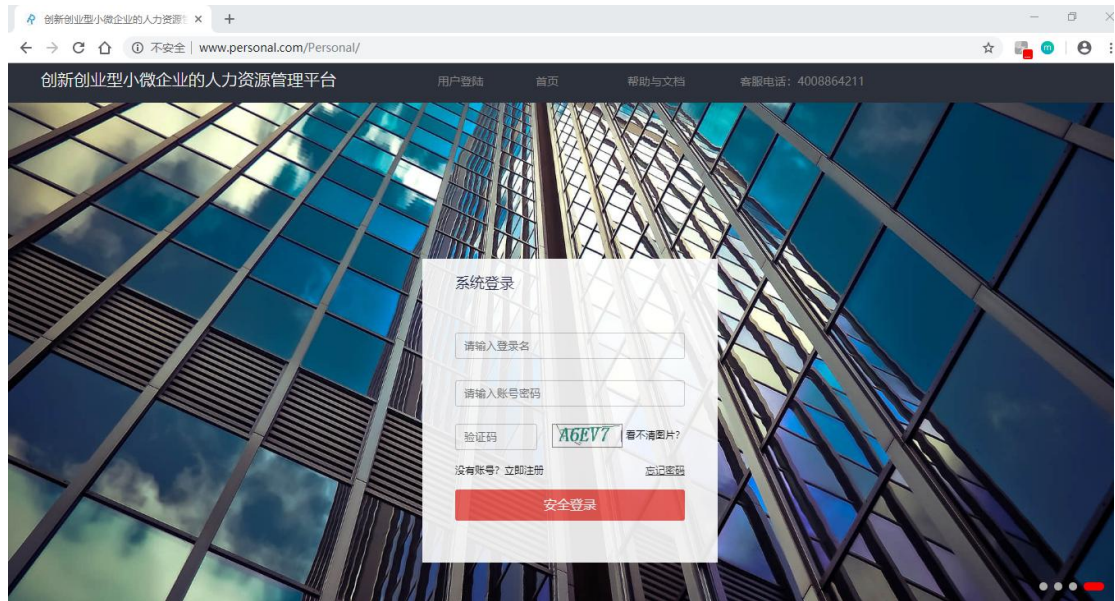 创新创业型小微企业的人力资源
不安全 | www.personal.com/Personal/
创新创业型小微企业的人力资源管理平台 用户登陆 首页 帮助与文档 客服电话：4008864211
系统登录
请输入登录名
请输入账号密码
验证码 A6EV7 看不清图片?
没有账号？立即注册 忘记密码
安全登录